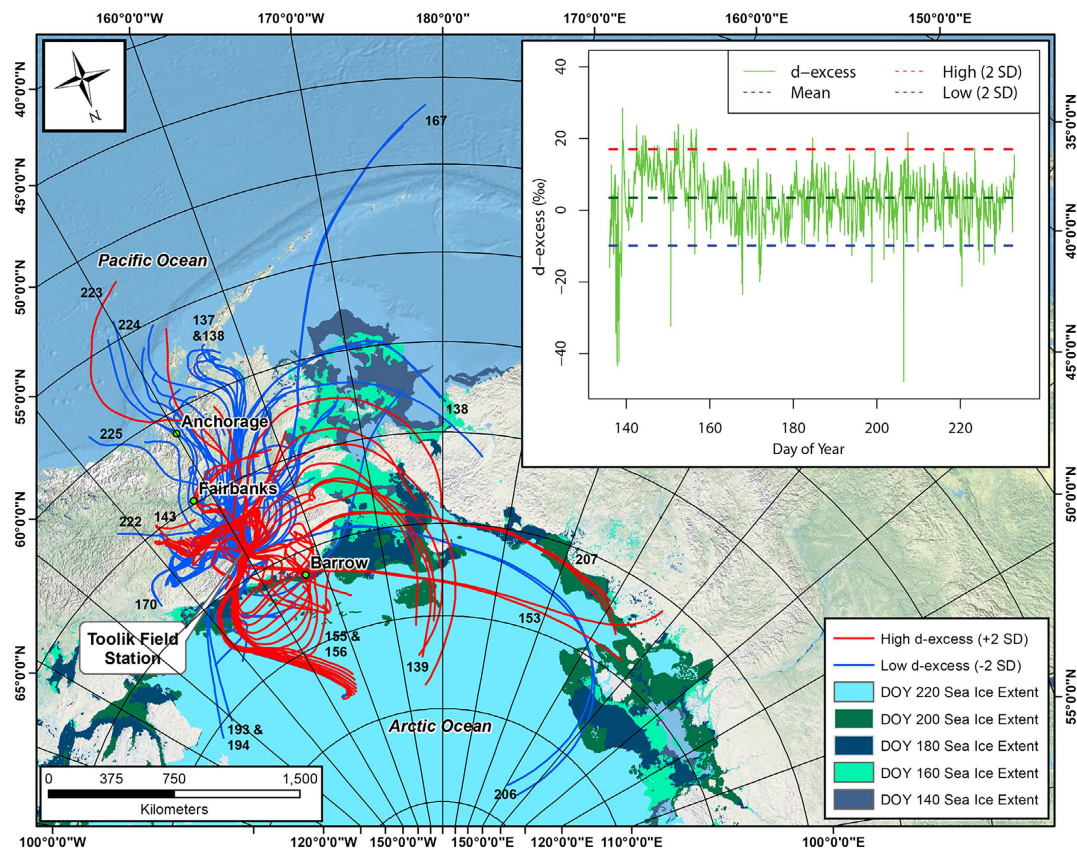 160°0'0"W 170°0'0"W 180°0'0" 170°0'0"W 160°0'0"W 150°0'0"W
40°0'0"N
45°0'0"N
50°0'0"N
55°0'0"N
60°0'0"N
65°0'0"N
N
167
Pacific Ocean
223
224
137
&138
Anchorage
225
138
Fairbanks
222
143
Barrow
207
170
153
Toolik Field
Station
155 &
156
139
193 &
194
Arctic Ocean
206
0 375 750 1,500
Kilometers
d−excess
Mean
High (2 SD)
Low (2 SD)
40
20
0
−20
−40
d−excess (‰)
140 160 180 200 220
Day of Year
High d-excess (+2 SD)
Low d-excess (-2 SD)
DOY 220 Sea Ice Extent
DOY 200 Sea Ice Extent
DOY 180 Sea Ice Extent
DOY 160 Sea Ice Extent
DOY 140 Sea Ice Extent
35°0'0"N
40°0'0"N
45°0'0"N
50°0'0"N
55°0'0"N
100°0'0"W 120°0'0"W 150°0'0"W 150°0'0"E 120°0'0"E 110°0'0"E 100°0'0"E